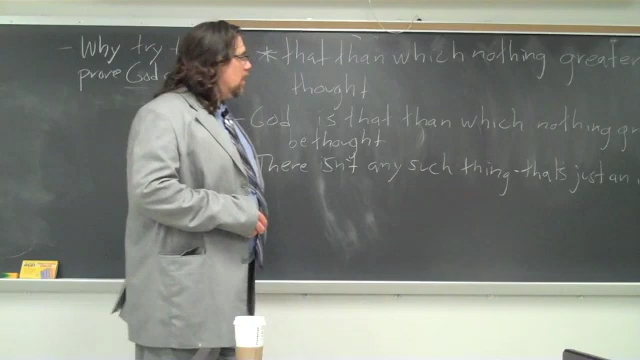 - Why try
prove God
* that than which nothing greater
thought
- God is that than which nothing
be thought
There isn't any such thing - that's just an